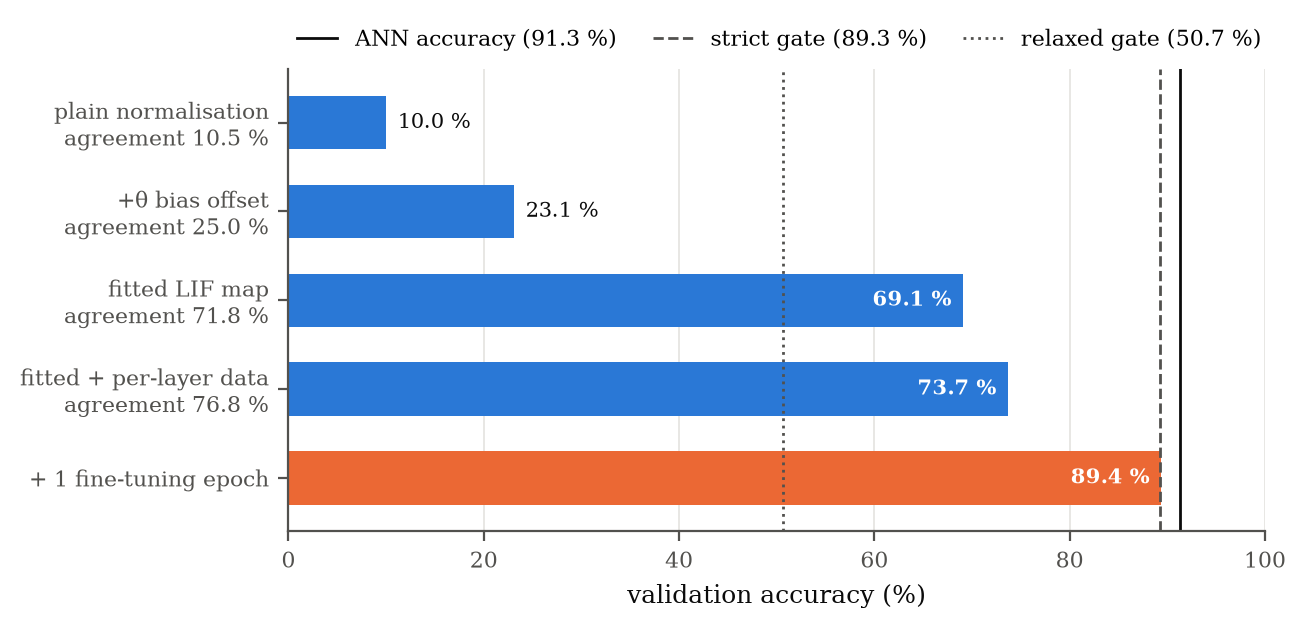 ANN accuracy (91.3 %) strict gate (89.3 %) relaxed gate (50.7 %)
plain normalisation
agreement 10.5 %
10.0 %
+θ bias offset
agreement 25.0 %
23.1 %
fitted LIF map
agreement 71.8 %
69.1 %
fitted + per-layer data
agreement 76.8 %
73.7 %
+ 1 fine-tuning epoch
89.4 %
0 20 40 60 80 100
validation accuracy (%)